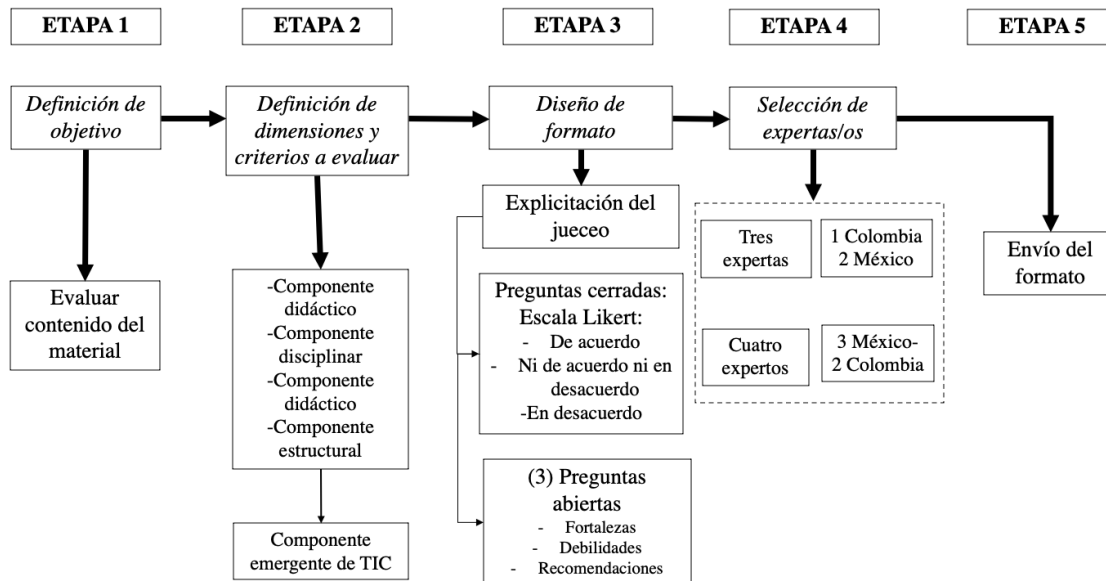 ETAPA 1
ETAPA 2
ETAPA 3
ETAPA 4
ETAPA 5
Definición de
objetivo
Definición de
dimensiones y
criterios a evaluar
Diseño de
formato
Selección de
expertas/os
Evaluar
contenido del
material
-Componente
didáctico
-Componente
disciplinar
-Componente
didáctico
-Componente
estructural
Componente
emergente de TIC
Explicitación del
jueceo
Preguntas cerradas:
Escala Likert:
- De acuerdo
- Ni de acuerdo ni en
desacuerdo
-En desacuerdo
(3) Preguntas
abiertas
- Fortalezas
- Debilidades
- Recomendaciones
Tres
expertas
1 Colombia
2 México
Cuatro
expertos
3 México-
2 Colombia
Envío del
formato